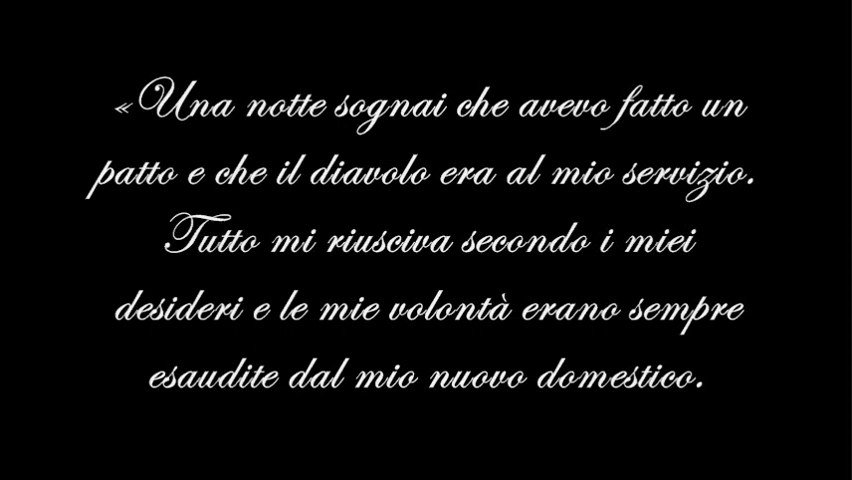 «Una notte sognai che avevo fatto un
patto e che il diavolo era al mio servizio.
Tutto mi riusciva secondo i miei
desideri e le mie volontà erano sempre
esaudite dal mio nuovo domestico.